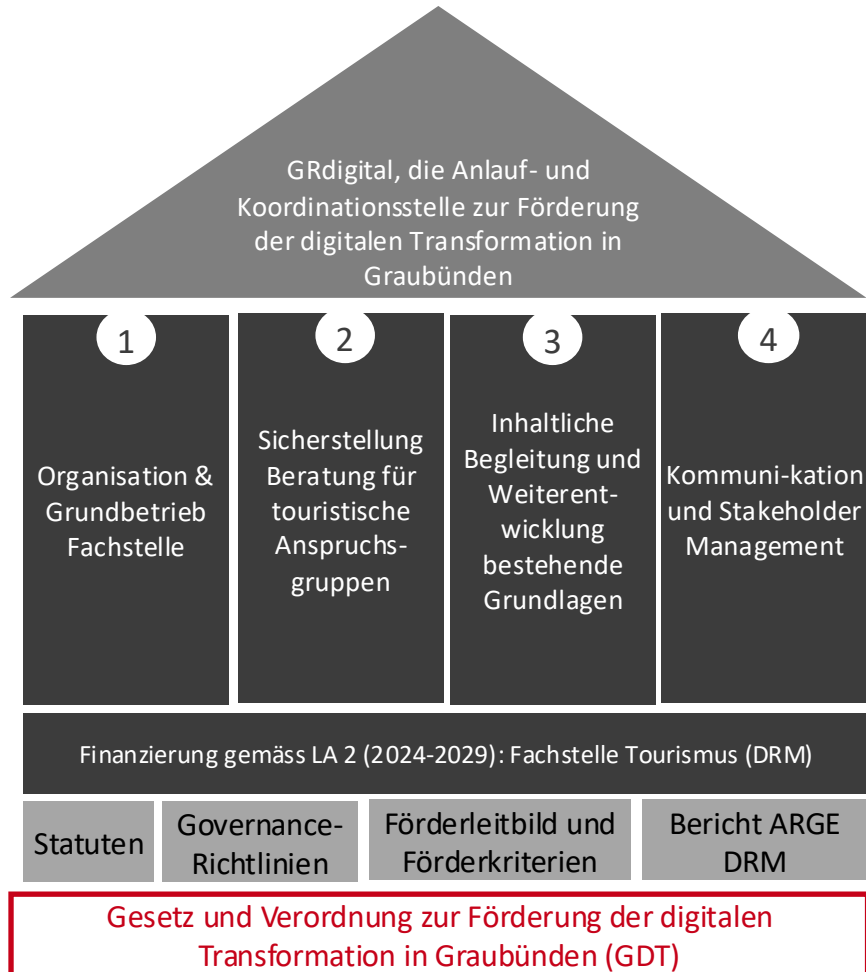 GRdigital, die Anlauf- und
Koordinationsstelle zur Förderung
der digitalen Transformation in
Graubünden
1
Organisation &
Grundbetrieb
Fachstelle
2
Sicherstellung
Beratung für
touristische
Anspruchs-
gruppen
3
Inhaltliche
Begleitung und
Weiterent-
wicklung
bestehende
Grundlagen
4
Kommuni-kation
und Stakeholder
Management
Finanzierung gemäss LA 2 (2024-2029): Fachstelle Tourismus (DRM)
Statuten
Governance-
Richtlinien
Förderleitbild und
Förderkriterien
Bericht ARGE
DRM
Gesetz und Verordnung zur Förderung der digitalen
Transformation in Graubünden (GDT)